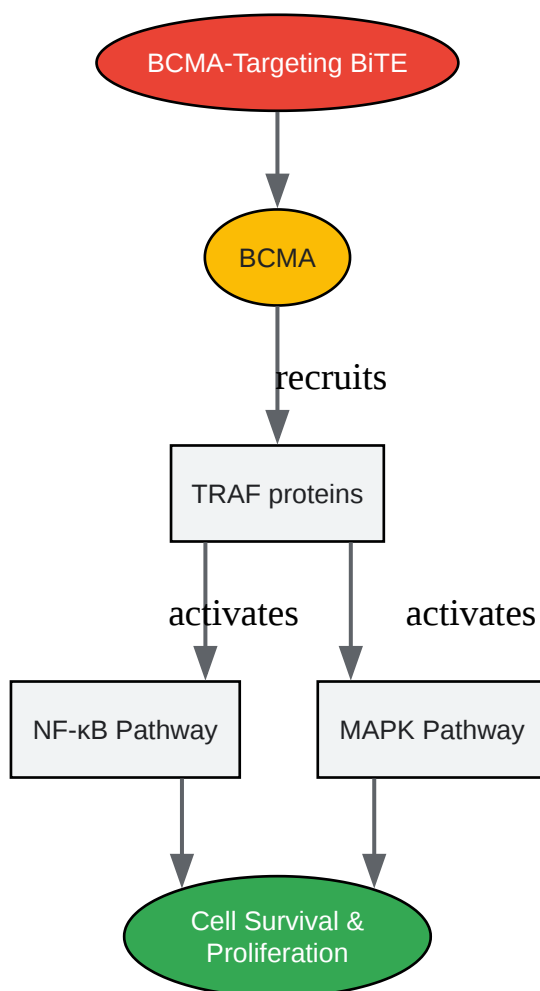 BCMA-Targeting BiTE
BCMA
recruits
TRAF proteins
activates
activates
NF-κB Pathway
MAPK Pathway
Cell Survival &
Proliferation